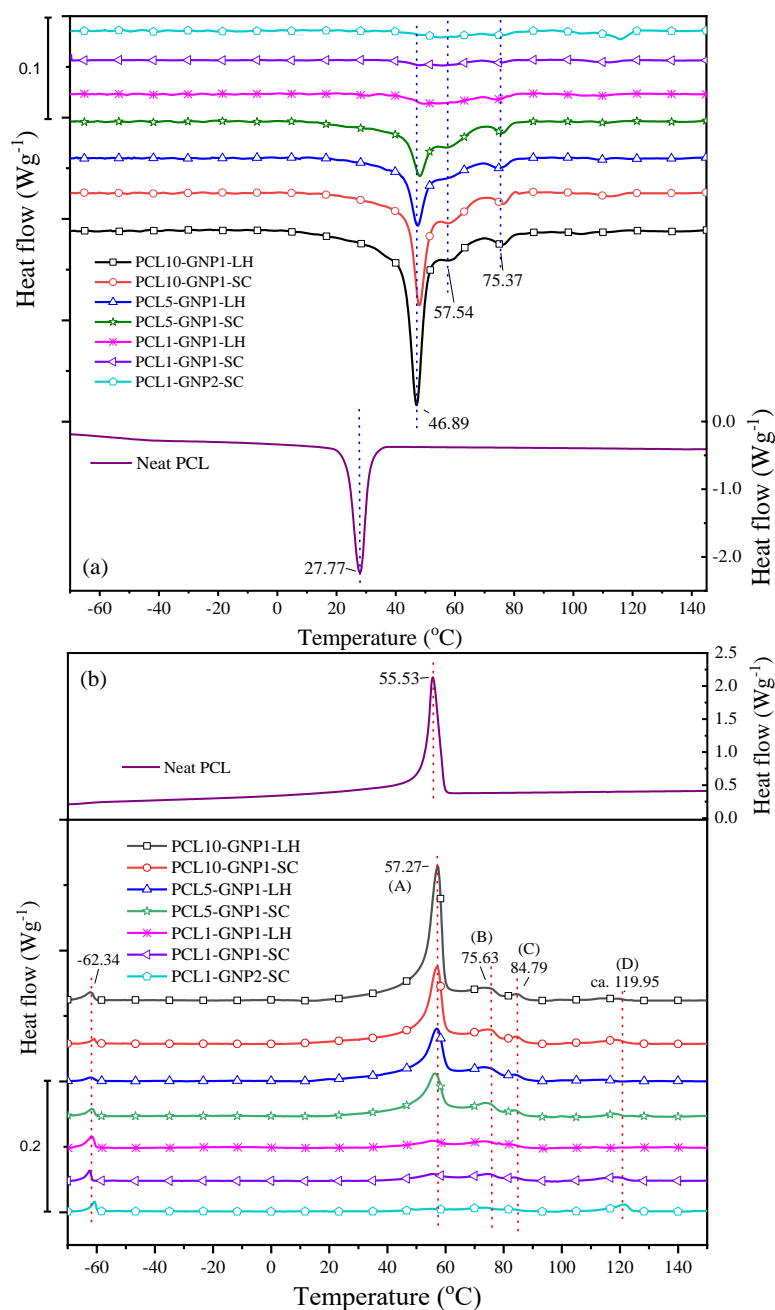 0.1
Heat flow (Wg⁻¹)
PCL10-GNP1-LH
PCL10-GNP1-SC
PCL5-GNP1-LH
PCL5-GNP1-SC
PCL1-GNP1-LH
PCL1-GNP1-SC
PCL1-GNP2-SC
75.37
57.54
46.89
0.0
-1.0
-2.0
Heat flow (Wg⁻¹)
Neat PCL
27.77
(a)
-60 -40 -20 0 20 40 60 80 100 120 140
Temperature (°C)
(b)
55.53
Neat PCL
2.5
2.0
1.5
1.0
0.5
0.0
Heat flow (Wg⁻¹)
PCL10-GNP1-LH
PCL10-GNP1-SC
PCL5-GNP1-LH
PCL5-GNP1-SC
PCL1-GNP1-LH
PCL1-GNP1-SC
PCL1-GNP2-SC
57.27
(A)
(B)
75.63
(C)
84.79
(D)
ca. 119.95
-62.34
Heat flow (Wg⁻¹)
0.2
-60 -40 -20 0 20 40 60 80 100 120 140
Temperature (°C)